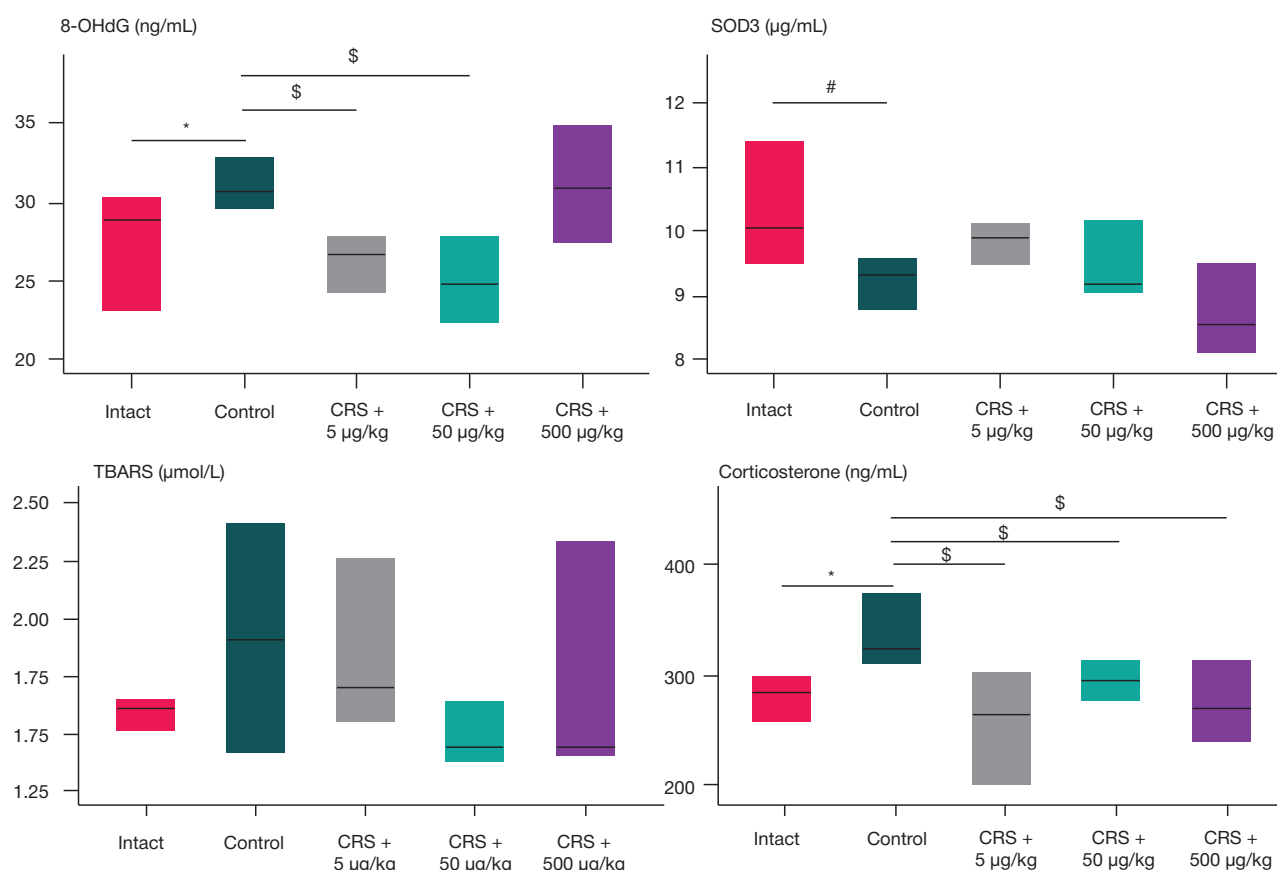 8-OHdG (ng/mL)
$
$
*
35
30
25
20
Intact
Control
CRS +
5 µg/kg
CRS +
50 µg/kg
CRS +
500 µg/kg
SOD3 (µg/mL)
#
12
11
10
9
8
Intact
Control
CRS +
5 µg/kg
CRS +
50 µg/kg
CRS +
500 µg/kg
TBARS (µmol/L)
2.50
2.25
2.00
1.75
1.75
1.25
Intact
Control
CRS +
5 µg/kg
CRS +
50 µg/kg
CRS +
500 µg/kg
Corticosterone (ng/mL)
$
$
$
*
400
300
200
Intact
Control
CRS +
5 µg/kg
CRS +
50 µg/kg
CRS +
500 µg/kg